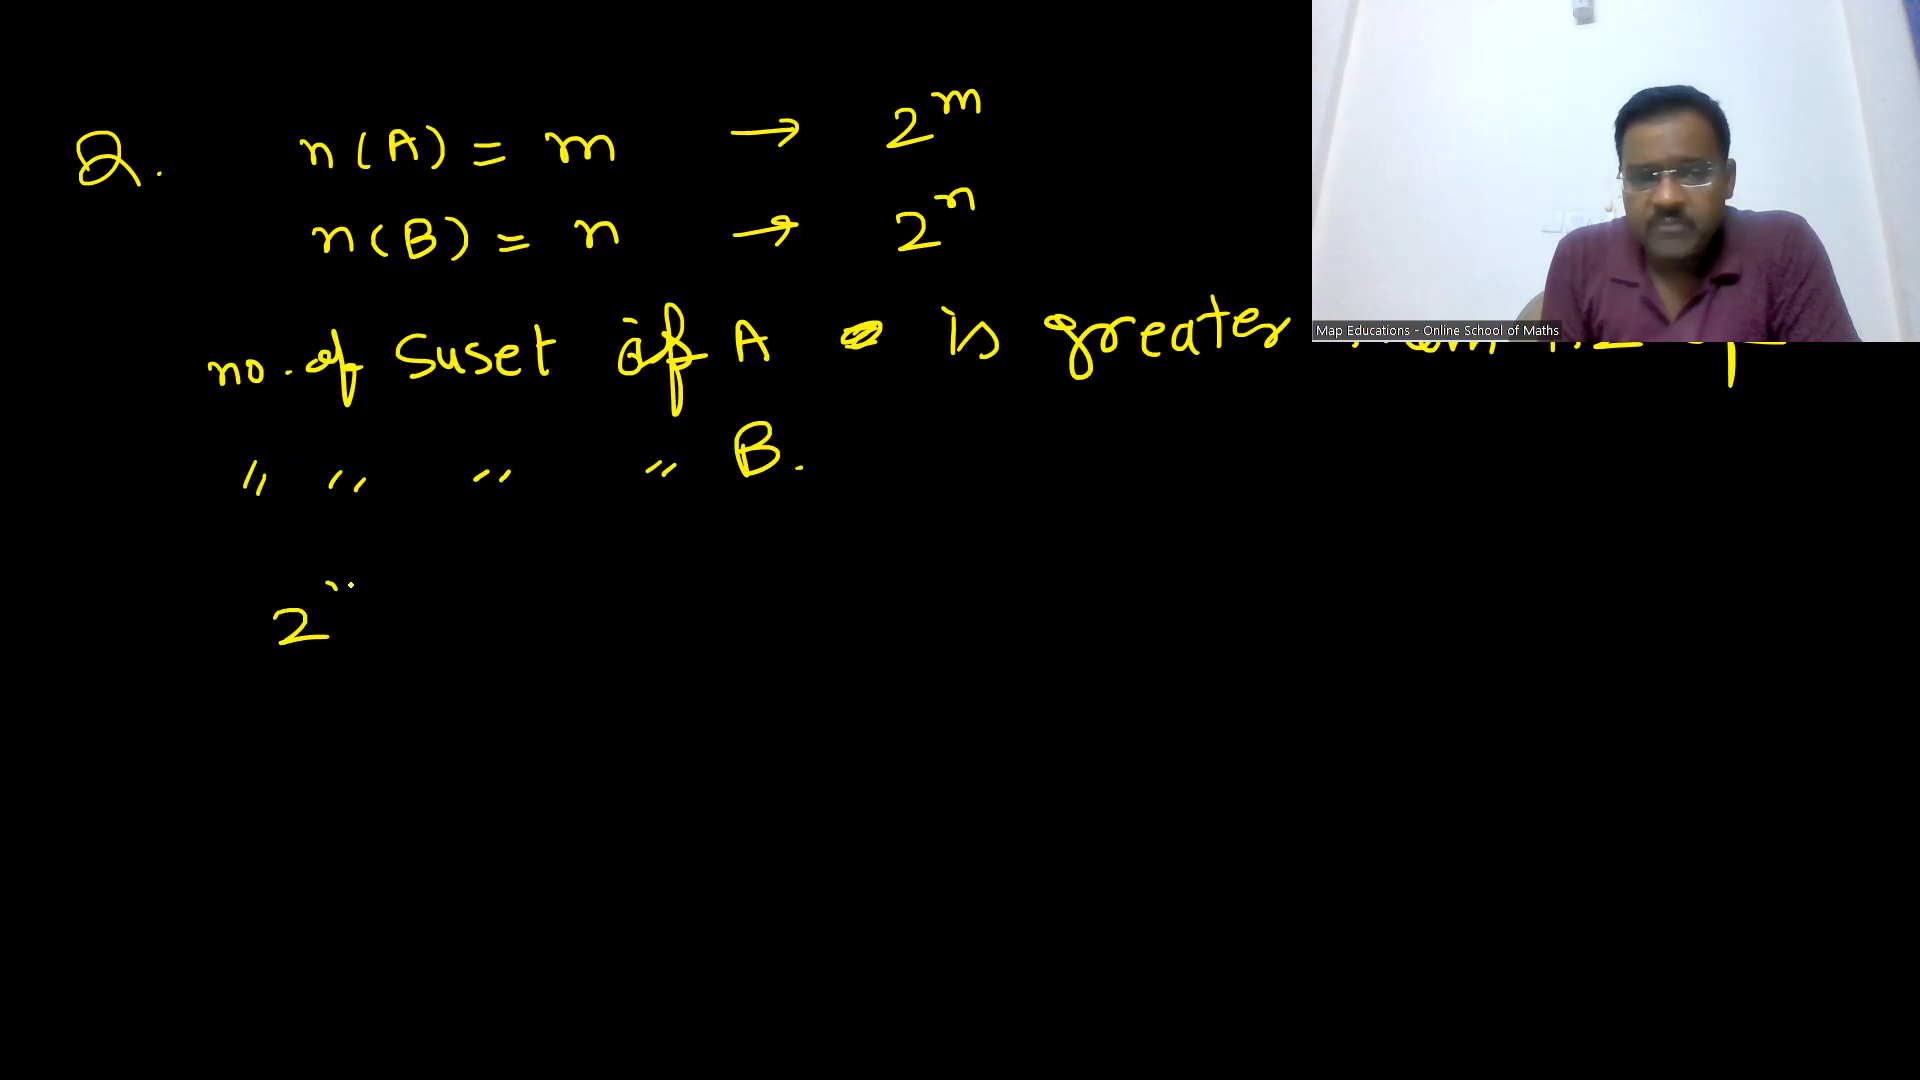 Q. n(A) = m → 2^m
n(B) = n → 2^n
no. of Suset of A is greater
" " " " B.
2
Map Educations - Online School of Maths